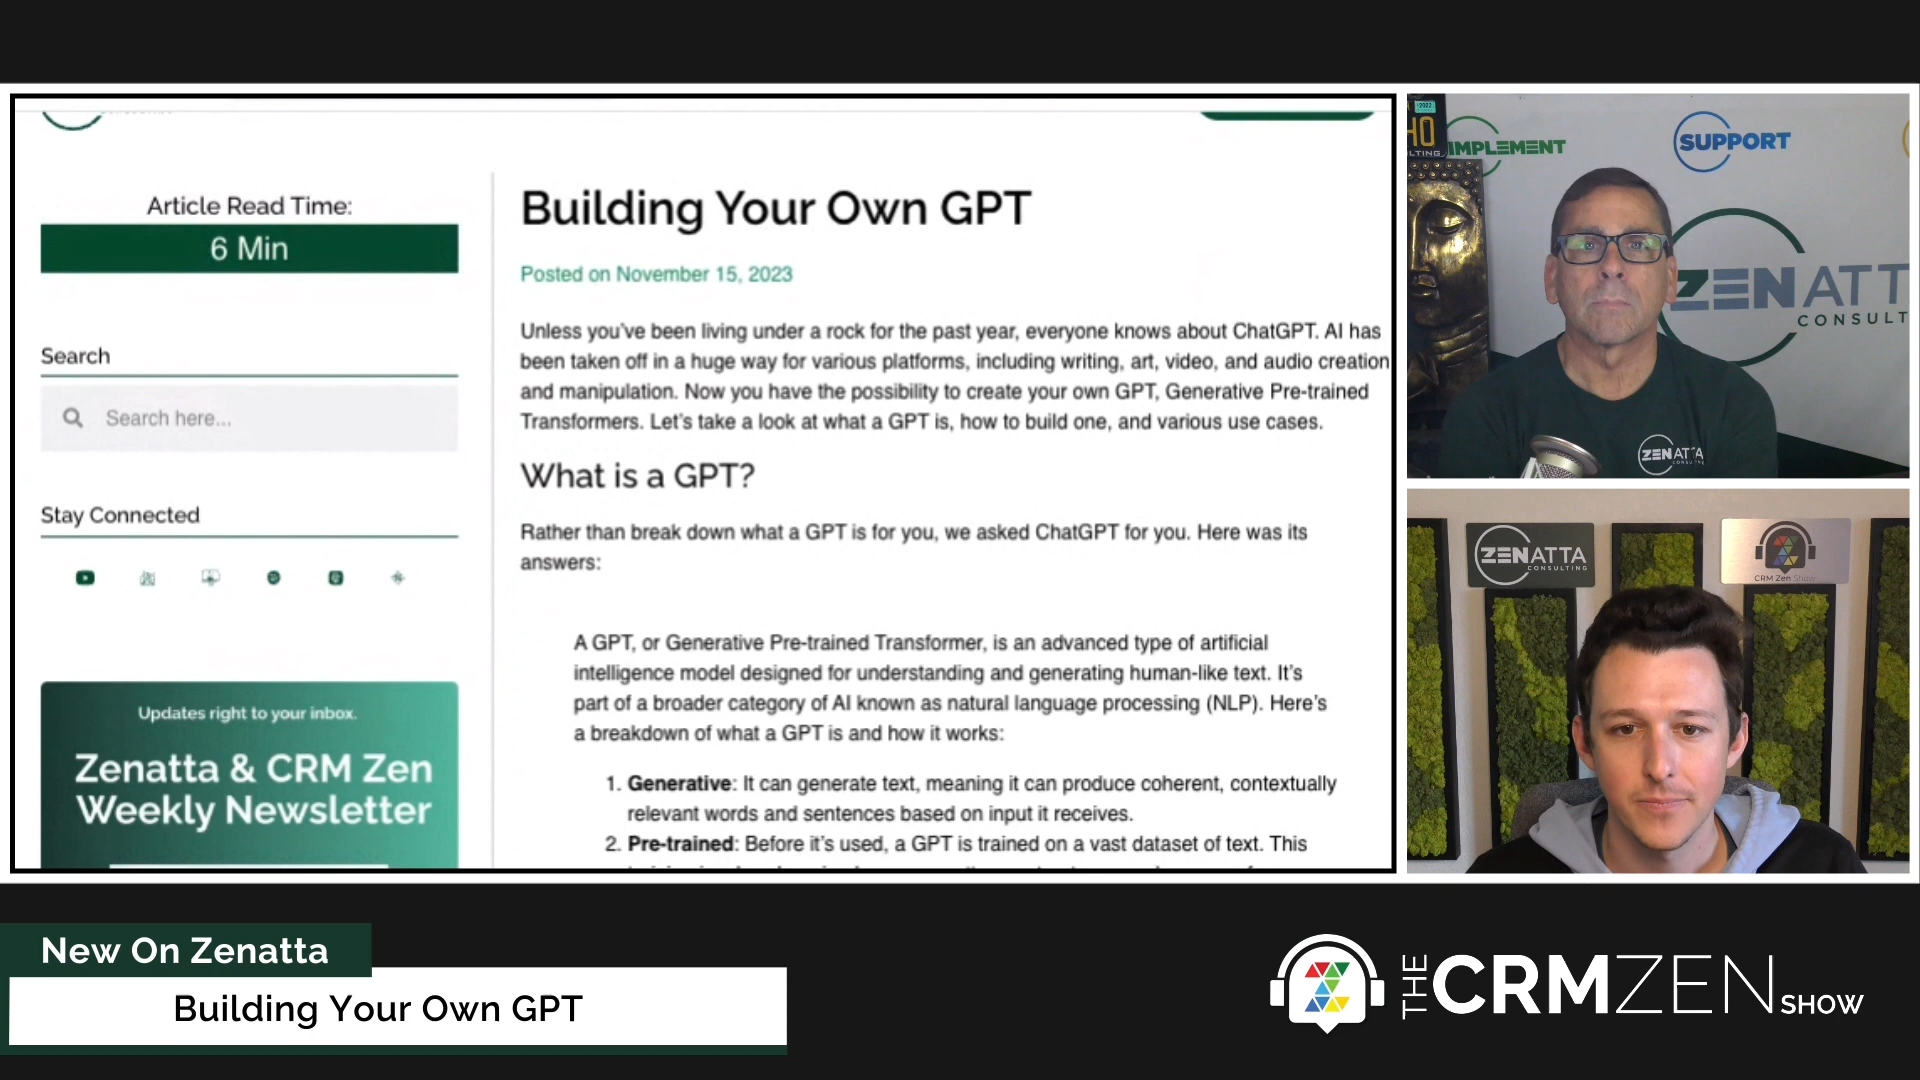 Article Read Time:
6 Min
Search
Search here...
Stay Connected
Updates right to your inbox.
Zenatta & CRM Zen
Weekly Newsletter
Building Your Own GPT
Posted on November 15, 2023
Unless you've been living under a rock for the past year, everyone knows about ChatGPT. AI has
been taken off in a huge way for various platforms, including writing, art, video, and audio creation
and manipulation. Now you have the possibility to create your own GPT, Generative Pre-trained
Transformers. Let's take a look at what a GPT is, how to build one, and various use cases.
What is a GPT?
Rather than break down what a GPT is for you, we asked ChatGPT for you. Here was its
answers:
A GPT, or Generative Pre-trained Transformer, is an advanced type of artificial
intelligence model designed for understanding and generating human-like text. It's
part of a broader category of AI known as natural language processing (NLP). Here's
a breakdown of what a GPT is and how it works:
1. Generative: It can generate text, meaning it can produce coherent, contextually
relevant words and sentences based on input it receives.
2. Pre-trained: Before it's used, a GPT is trained on a vast dataset of text. This
2022
HO
LTING
IMPLEMENT
SUPPORT
ZENATT
CONSULT
ZENATTA
CONSULTING
ZENATTA
CONSULTING
CRM Zen Show
New On Zenatta
Building Your Own GPT
THE CRMZEN SHOW